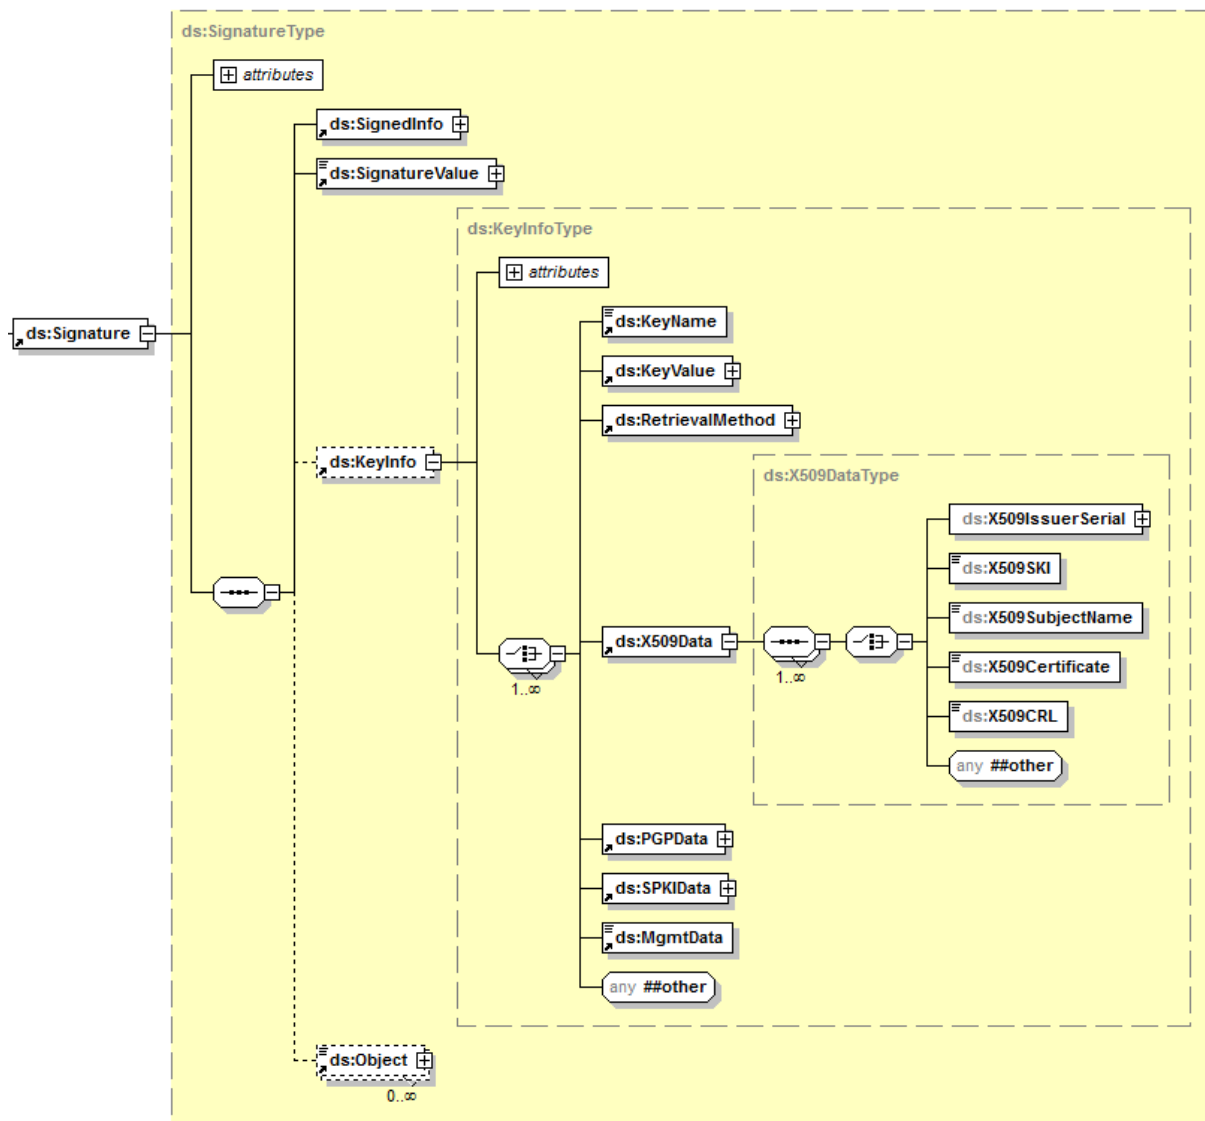 ds:SignatureType
attributes
ds:SignedInfo
ds:SignatureValue
ds:KeyInfoType
attributes
ds:KeyName
ds:Signature
ds:KeyValue
ds:RetrievalMethod
ds:KeyInfo
ds:X509DataType
ds:X509IssuerSerial
ds:X509SKI
ds:X509SubjectName
ds:X509Data
ds:X509Certificate
1..∞
1..∞
ds:X509CRL
any ##other
ds:PGPData
ds:SPKIData
ds:MgmtData
any ##other
ds:Object
0..∞